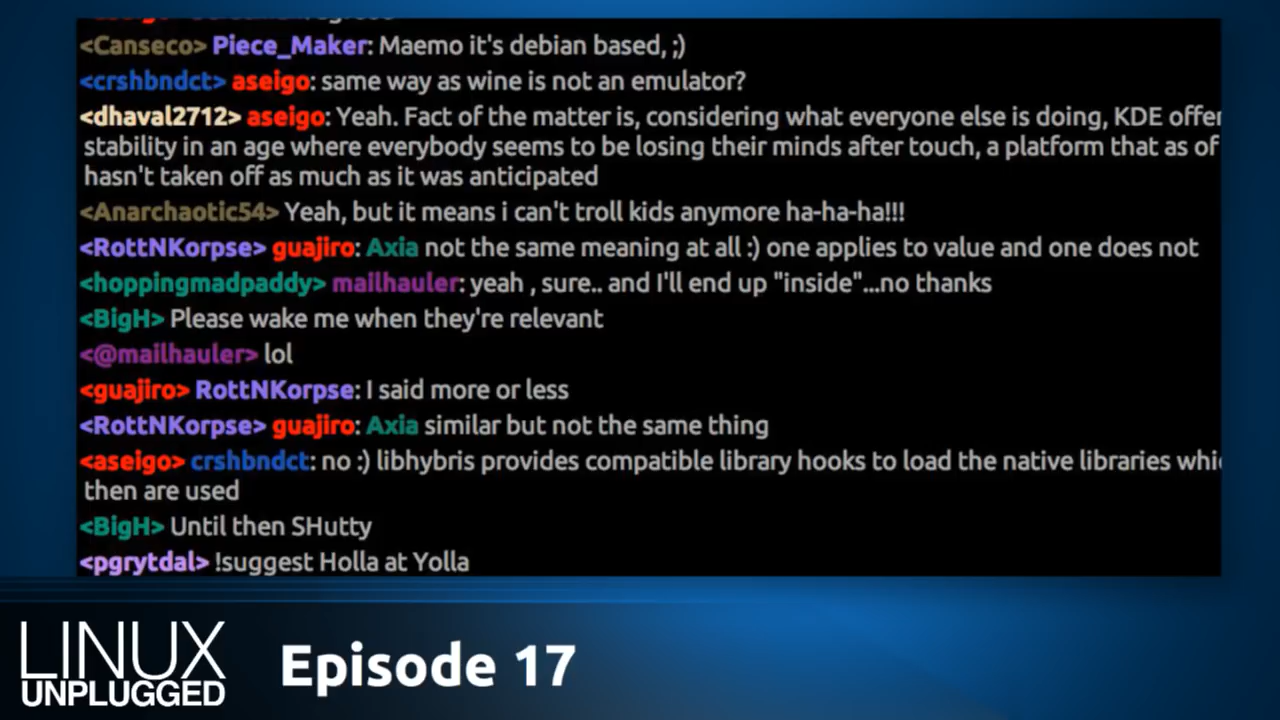 <Canseco> Piece_Maker: Maemo it's debian based, ;)
<crshbndct> aseigo: same way as wine is not an emulator?
<dhaval2712> aseigo: Yeah. Fact of the matter is, considering what everyone else is doing, KDE offer
stability in an age where everybody seems to be losing their minds after touch, a platform that as of
hasn't taken off as much as it was anticipated
<Anarchaotic54> Yeah, but it means i can't troll kids anymore ha-ha-ha!!!
<RottNKorpse> guajiro: Axia not the same meaning at all :) one applies to value and one does not
<hoppingmadpaddy> mailhauler: yeah , sure.. and I'll end up "inside"...no thanks
<BigH> Please wake me when they're relevant
<@mailhauler> lol
<guajiro> RottNKorpse: I said more or less
<RottNKorpse> guajiro: Axia similar but not the same thing
<aseigo> crshbndct: no :) libhybris provides compatible library hooks to load the native libraries whi
then are used
<BigH> Until then SHutty
<pgrytdal> !suggest Holla at Yolla
LINUX
UNPLUGGED
Episode 17